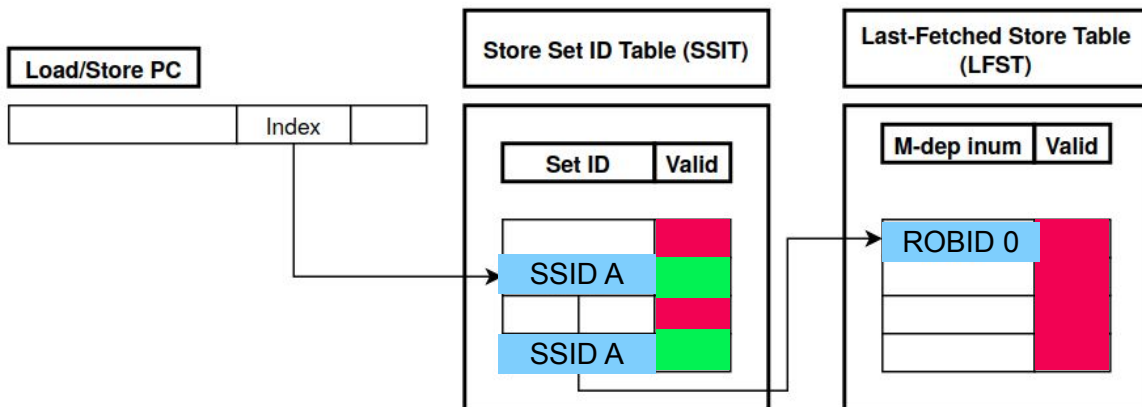 Load/Store PC
Index
Store Set ID Table (SSIT)
Set ID
Valid
SSID A
SSID A
Last-Fetched Store Table
(LFST)
M-dep inum
Valid
ROBID 0